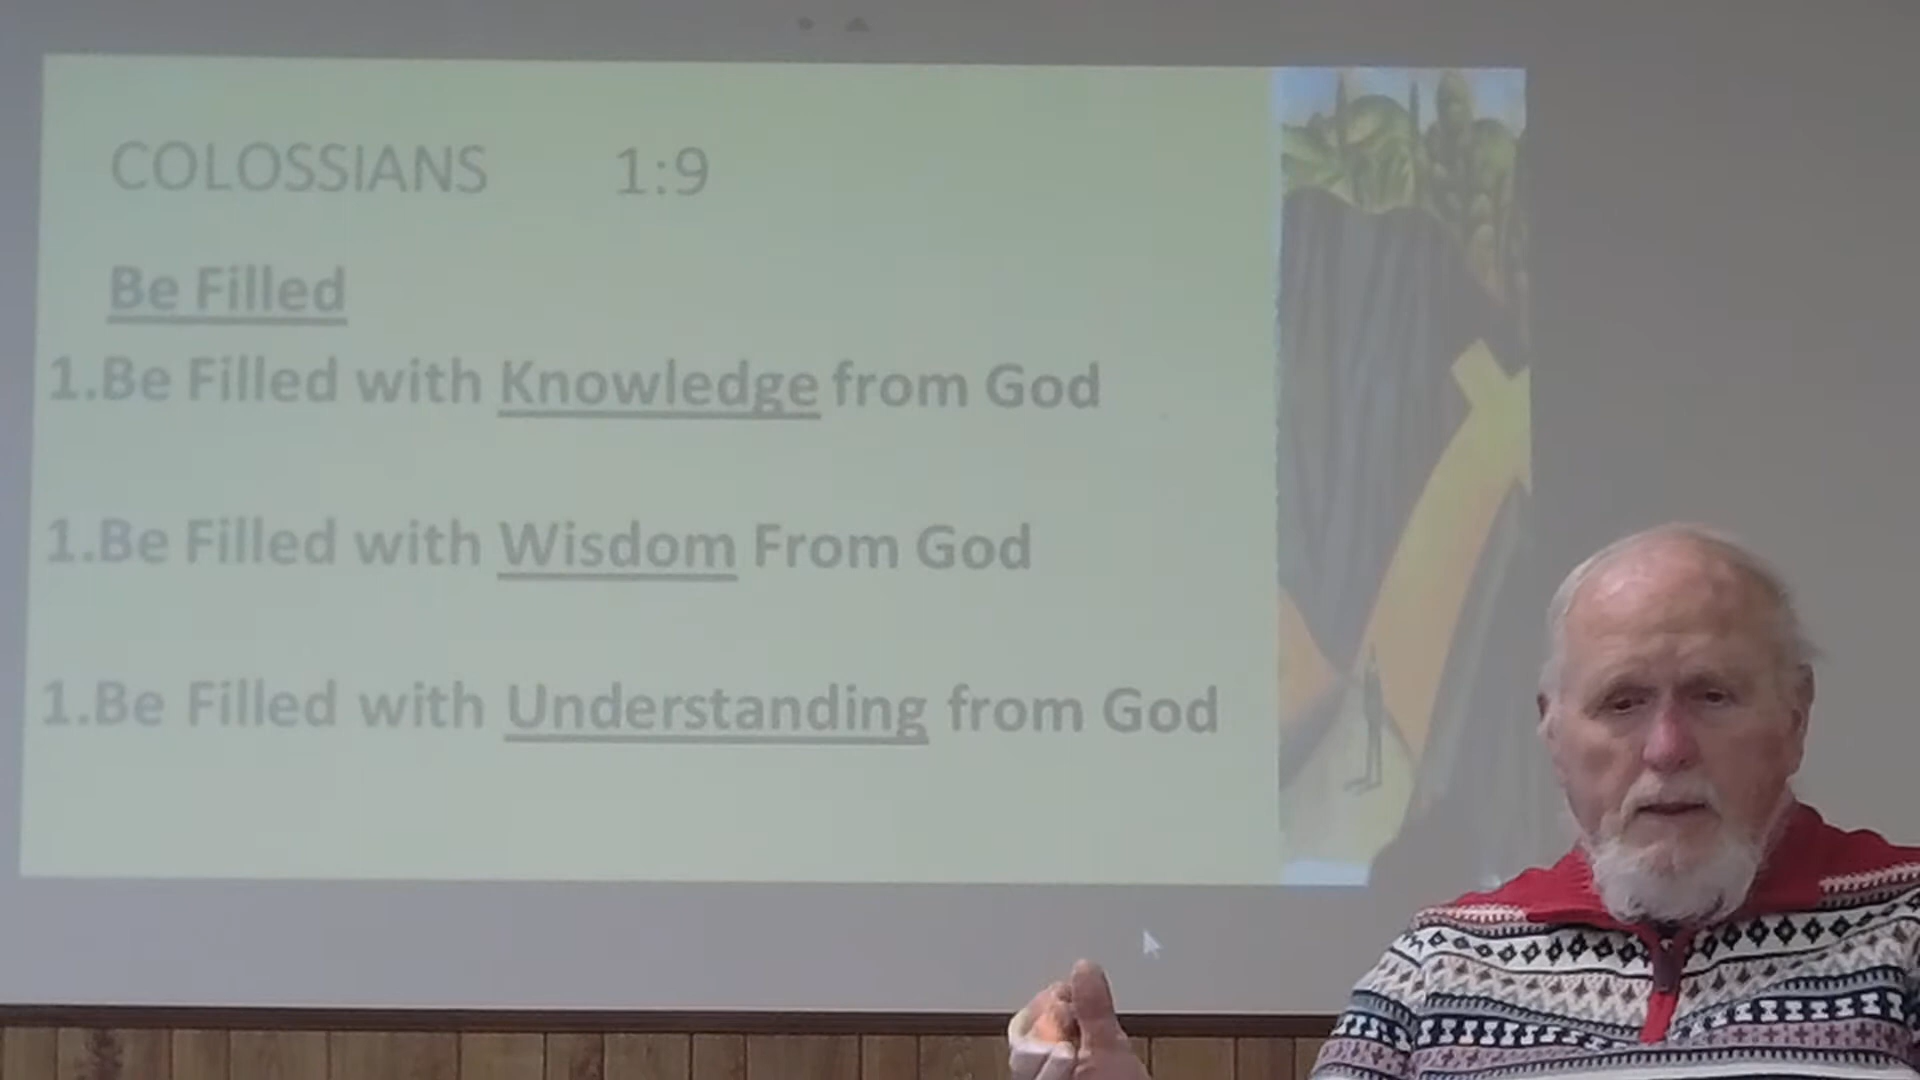 COLOSSIANS 1:9
Be Filled
1.Be Filled with Knowledge from God
1.Be Filled with Wisdom From God
1.Be Filled with Understanding from God